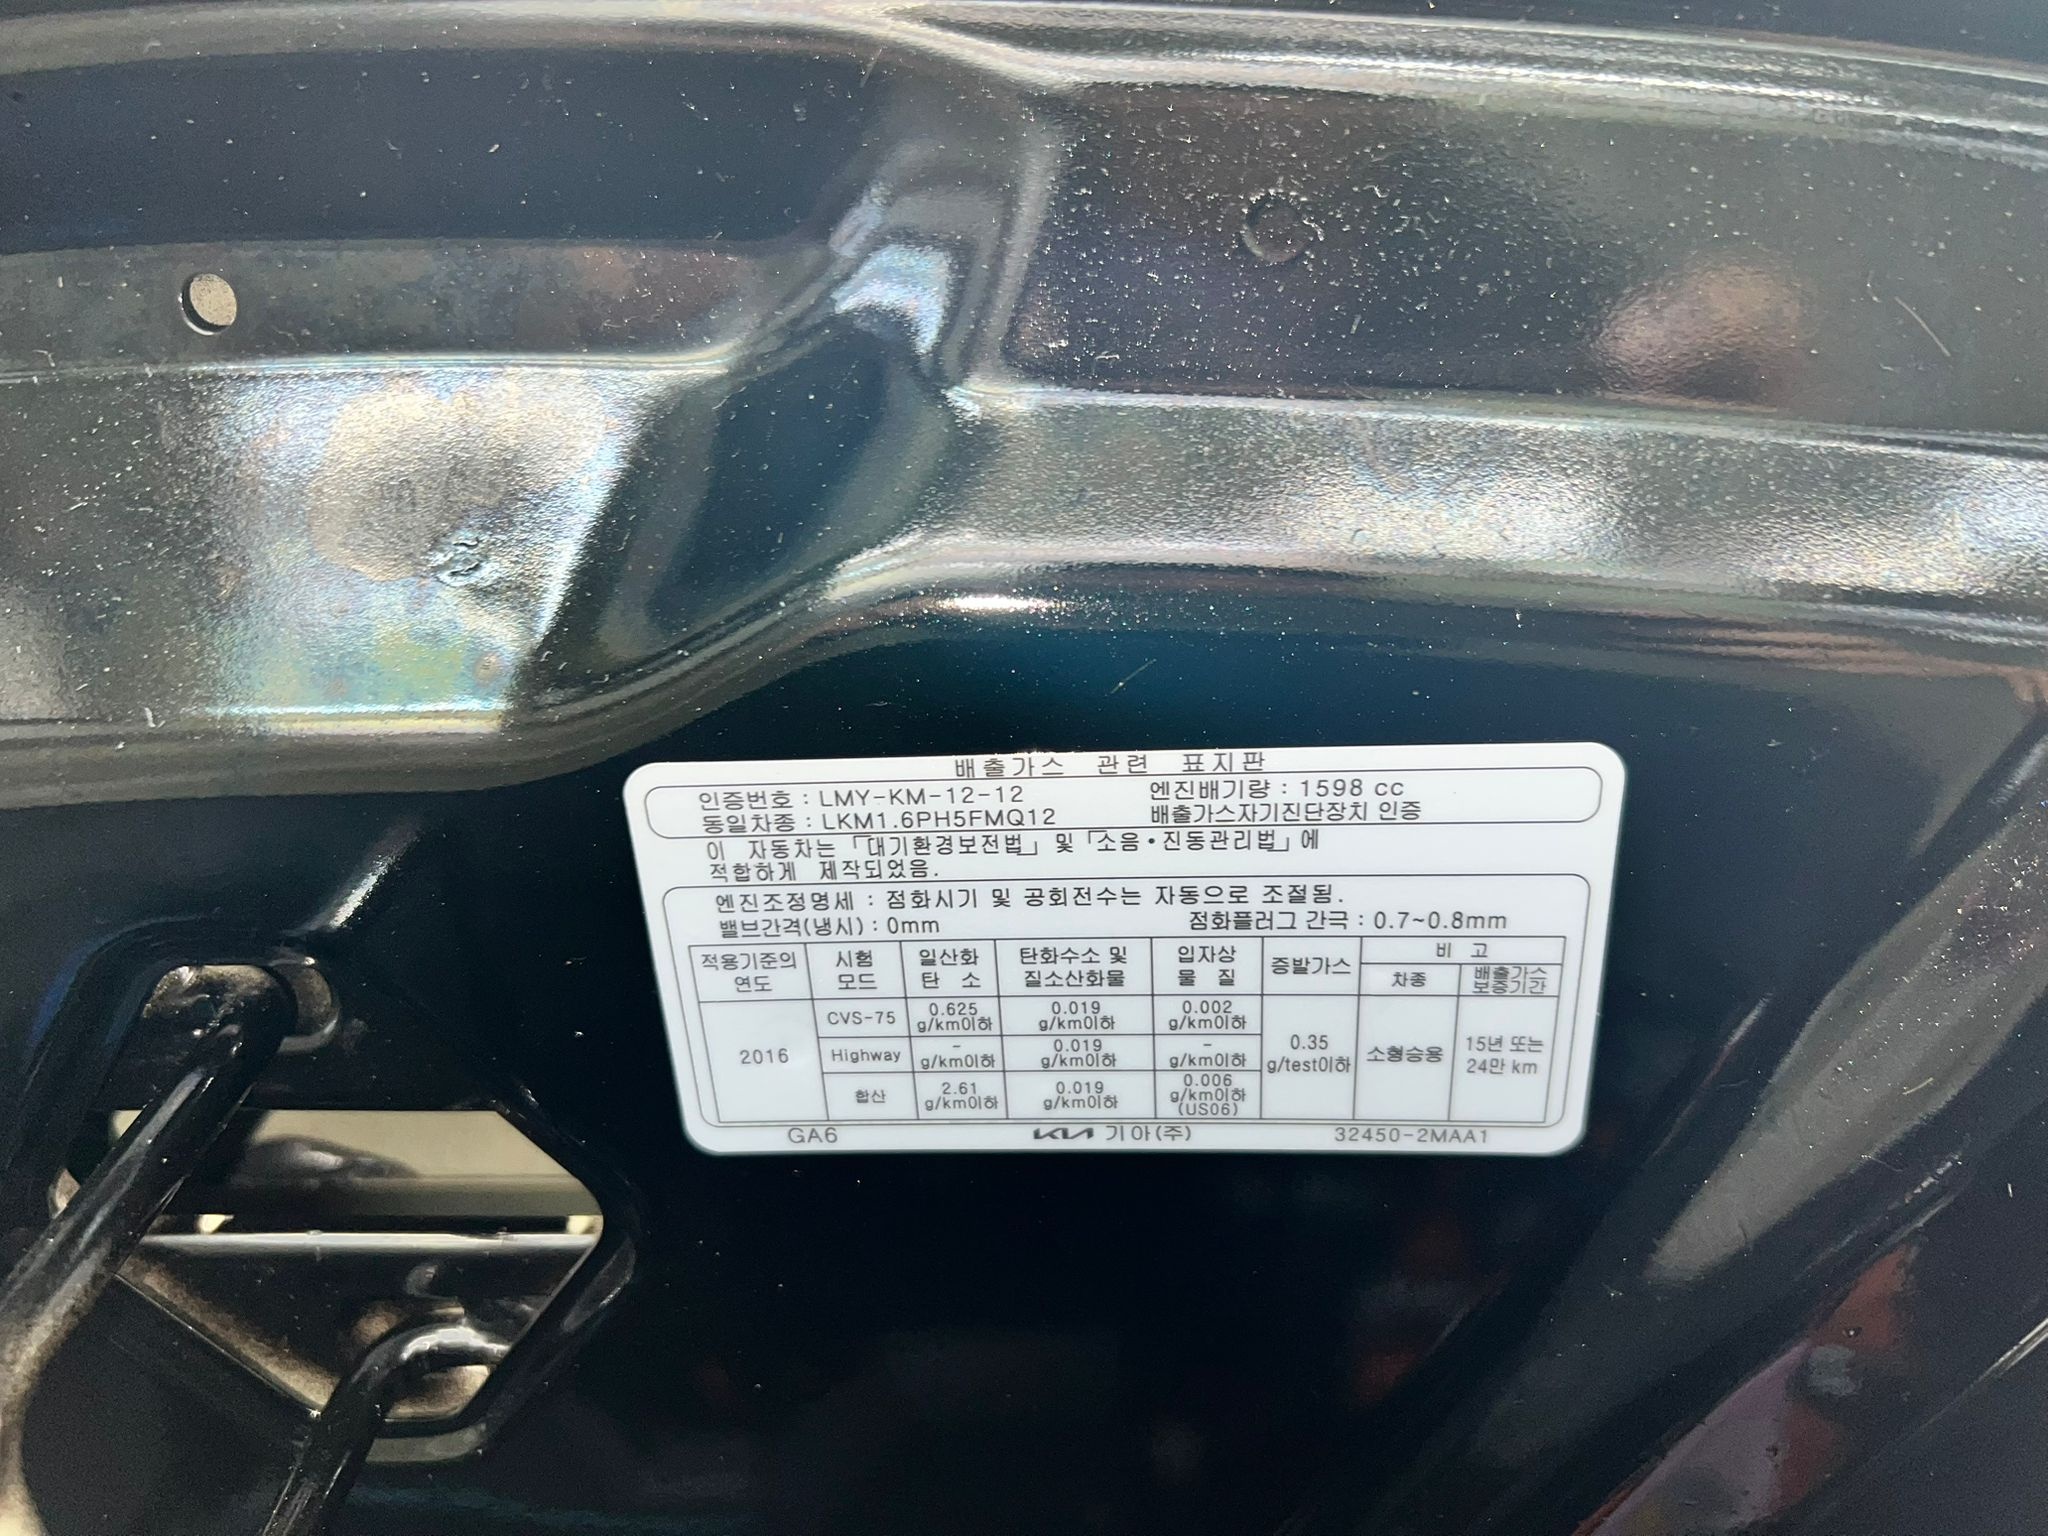 배출가스 관련 표지판
인증번호 : LMY-KM-12-12 엔진배기량 : 1598 cc
동일차종 : LKM1.6PH5FMQ12 배출가스자기진단장치 인증
이 자동차는 「대기환경보전법」 및 「소음·진동관리법」에
적합하게 제작되었음.
엔진조정명세 : 점화시기 및 공회전수는 자동으로 조절됨.
밸브간격(냉시) : 0mm 점화플러그 간극 : 0.7~0.8mm
적용기준의 연도 시험 모드 일산화 탄 소 탄화수소 및 질소산화물 입자상 물 질 증발가스 비 고
차종 배출가스 보증기간
2016 CVS-75 0.625 g/km이하 0.019 g/km이하 0.002 g/km이하 0.35 g/test이하 소형승용 15년 또는 24만 km
Highway - g/km이하 0.019 g/km이하 - g/km이하
합산 2.61 g/km이하 0.019 g/km이하 0.006 g/km이하 (US06)
GA6 KIA 기아(주) 32450-2MAA1